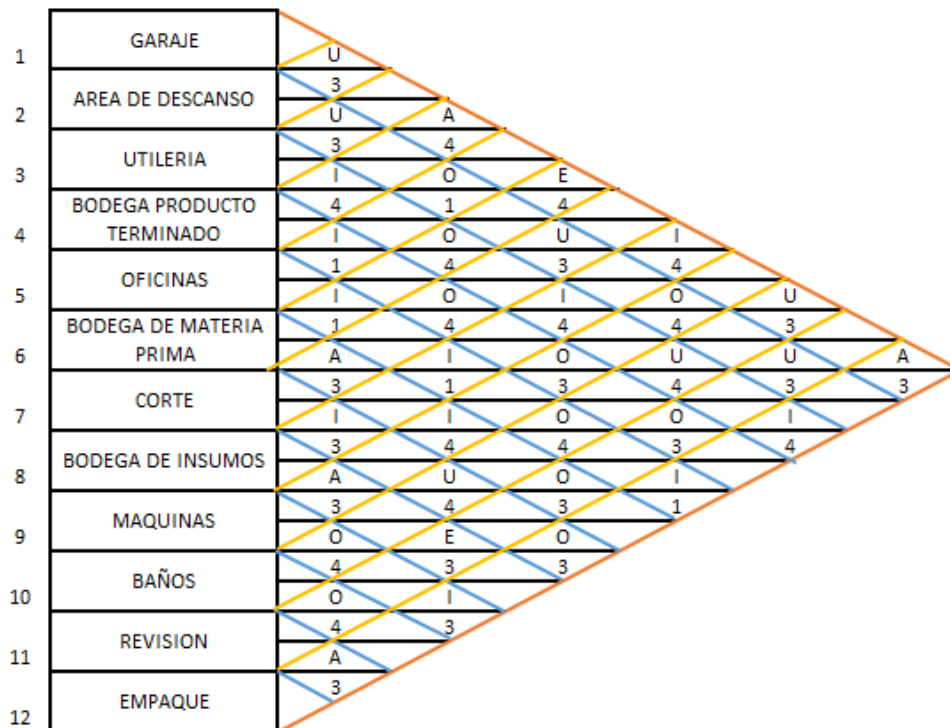 GARAJE
1 U
3
AREA DE DESCANSO
2 U A
3 4
UTILERIA
3 I O E
BODEGA PRODUCTO 4 1 4
4 TERMINADO I O U I
1 4 3 4
OFICINAS
5 I O I O U
BODEGA DE MATERIA 1 4 4 4 3
6 PRIMA A I O U U A
3 1 3 4 3 3
CORTE
7 I I O O I
3 4 4 3 4
BODEGA DE INSUMOS
8 A U O I
3 4 3 1
MAQUINAS
9 O E O
4 3 3
BAÑOS
10 O I
4 3
REVISION
11 A
3
EMPAQUE
12